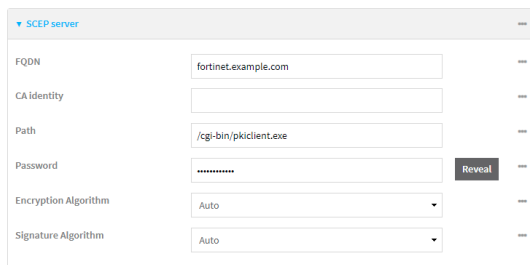 SCEP server
FQDN
fortinet.example.com
CA identity
Path
/cgi-bin/pkiclient.exe
Password
••••••••••••
Reveal
Encryption Algorithm
Auto
Signature Algorithm
Auto